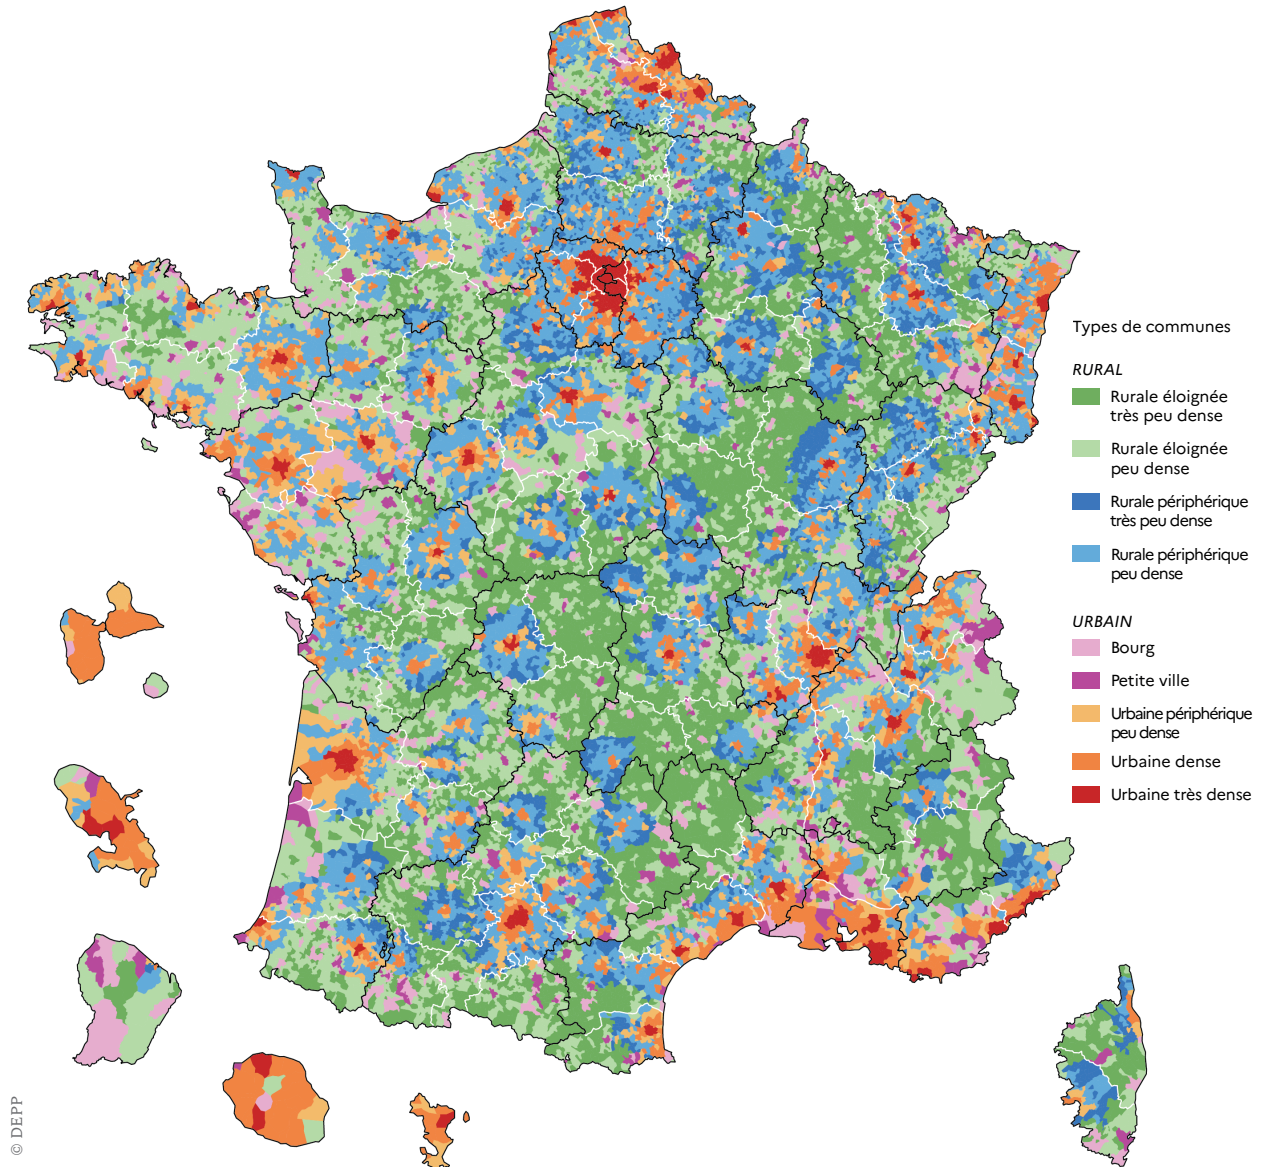 Types de communes
RURAL
Rurale éloignée
très peu dense
Rurale éloignée
peu dense
Rurale périphérique
très peu dense
Rurale périphérique
peu dense
URBAIN
Bourg
Petite ville
Urbaine périphérique
peu dense
Urbaine dense
Urbaine très dense
© DEPP